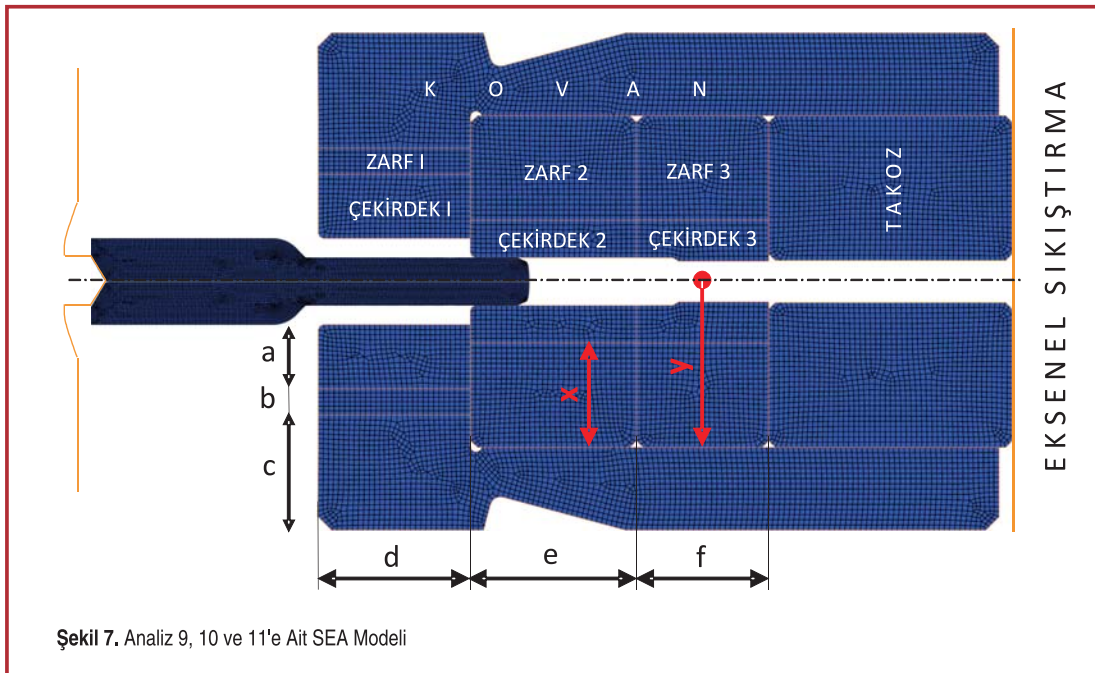 K O V A N
ZARF I
ZARF 2
ZARF 3
ÇEKİRDEK I
ÇEKİRDEK 2
ÇEKİRDEK 3
TAKOZ
EKSENEL SIKIŞTIRMA
a
b
c
x
y
d
e
f
Şekil 7. Analiz 9, 10 ve 11'e Ait SEA Modeli